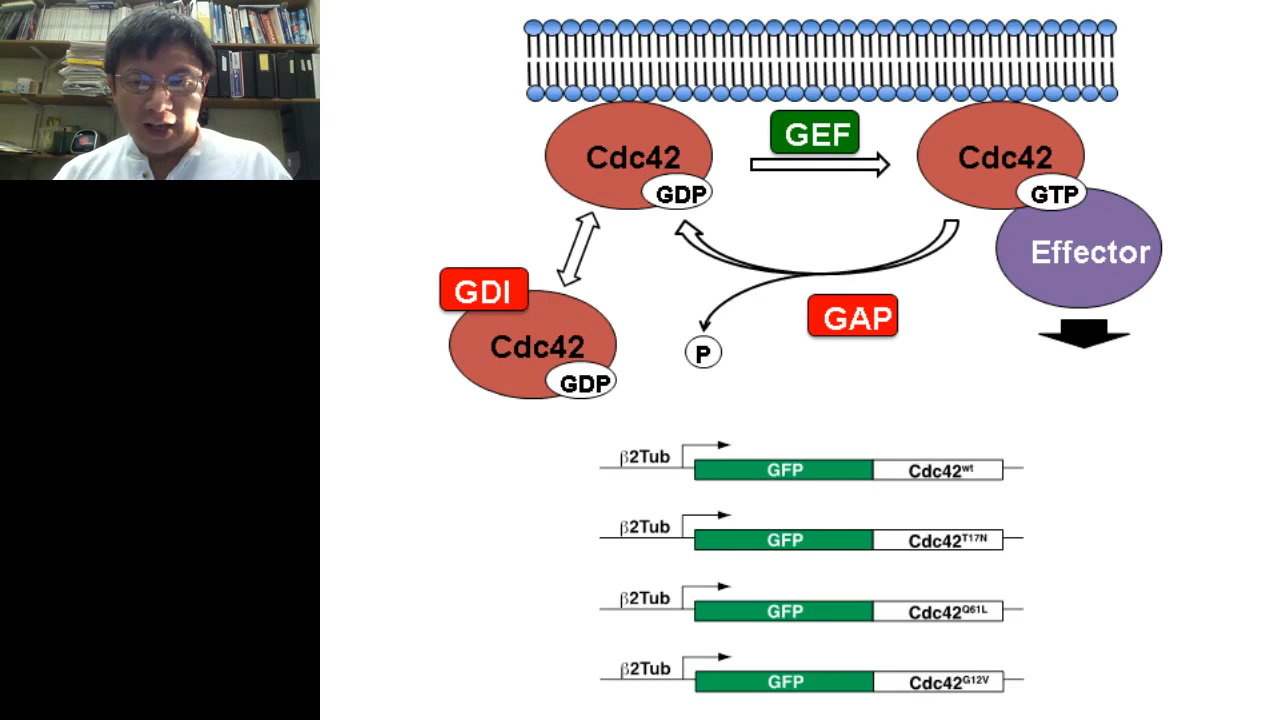 GEF
Cdc42
GDP
Cdc42
GTP
Effector
GDI
Cdc42
GDP
GAP
P
β2Tub
GFP
Cdc42wt
β2Tub
GFP
Cdc42T17N
β2Tub
GFP
Cdc42Q61L
β2Tub
GFP
Cdc42G12V